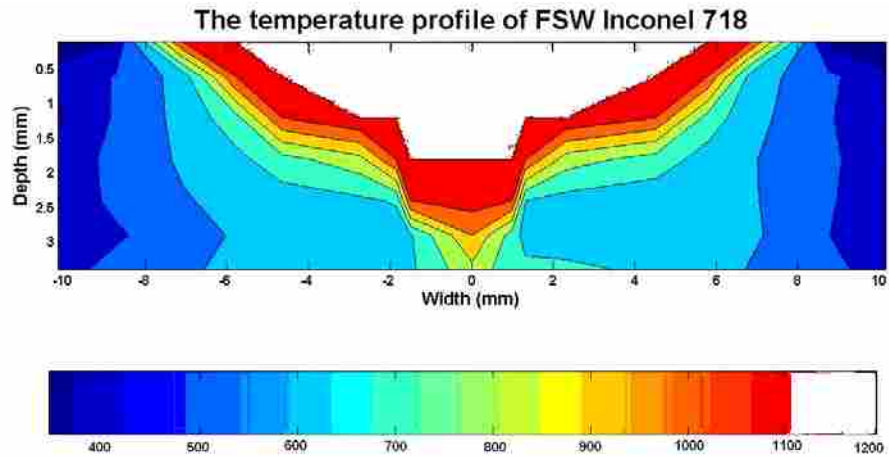 The temperature profile of FSW Inconel 718
0.5
1
1.5
2
2.5
3
Depth (mm)
-10 -8 -6 -4 -2 0 2 4 6 8 10
Width (mm)
400 500 600 700 800 900 1000 1100 1200